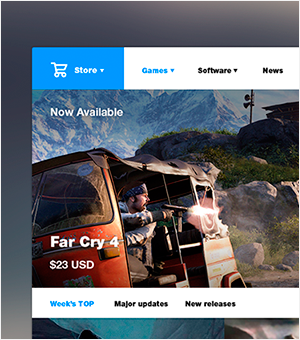 Store Games Software News
Now Available
Far Cry 4
$23 USD
Week's TOP Major updates New releases